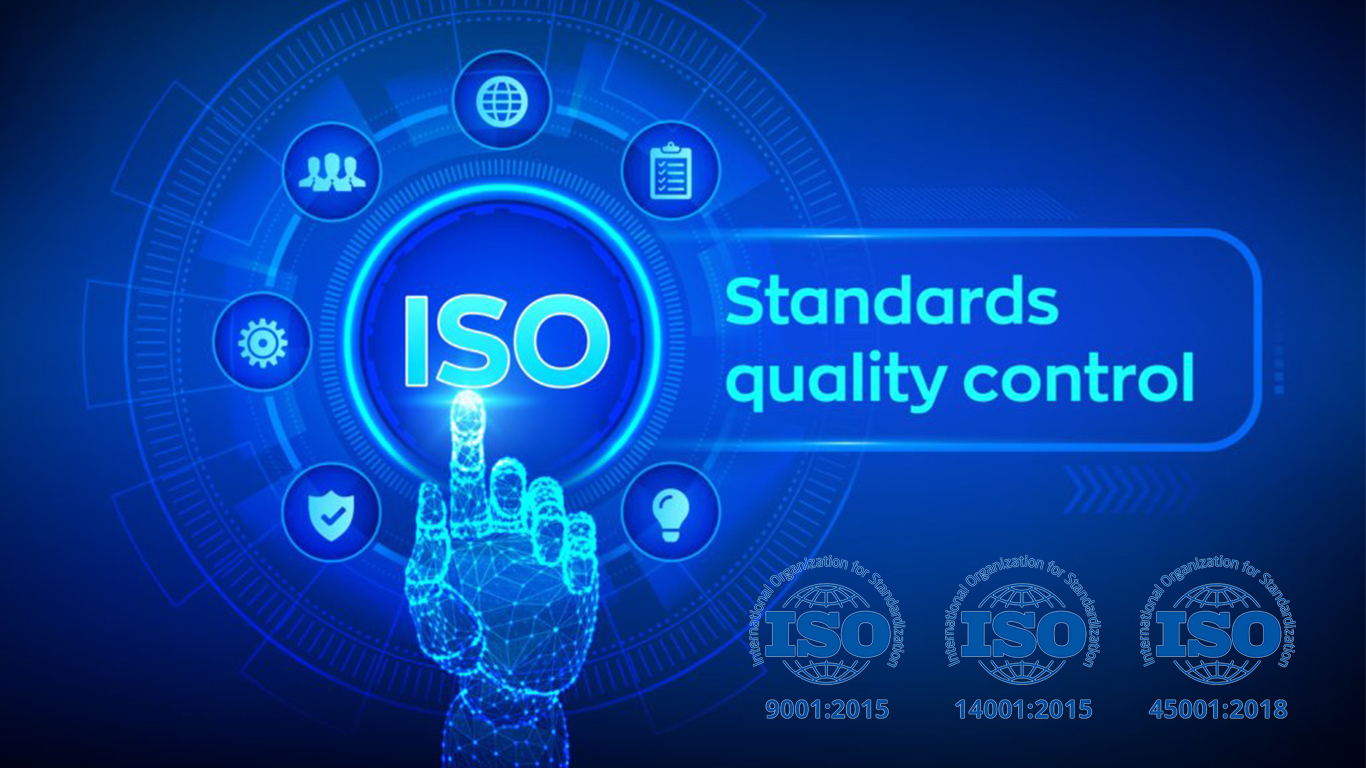 ISO
Standards
quality control
International Organization for Standardization
ISO
9001:2015
International Organization for Standardization
ISO
14001:2015
International Organization for Standardization
ISO
45001:2018